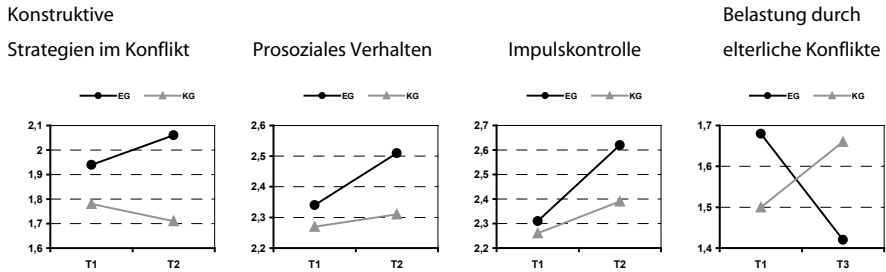 Konstruktive
Strategien im Konflikt
Prosoziales Verhalten
Impulskontrolle
Belastung durch
elterliche Konflikte
EG KG
2,1
2
1,9
1,8
1,7
1,6
T1 T2
EG KG
2,6
2,5
2,4
2,3
2,2
T1 T2
EG KG
2,7
2,6
2,5
2,4
2,3
2,2
T1 T2
EG KG
1,7
1,6
1,5
1,4
T1 T3